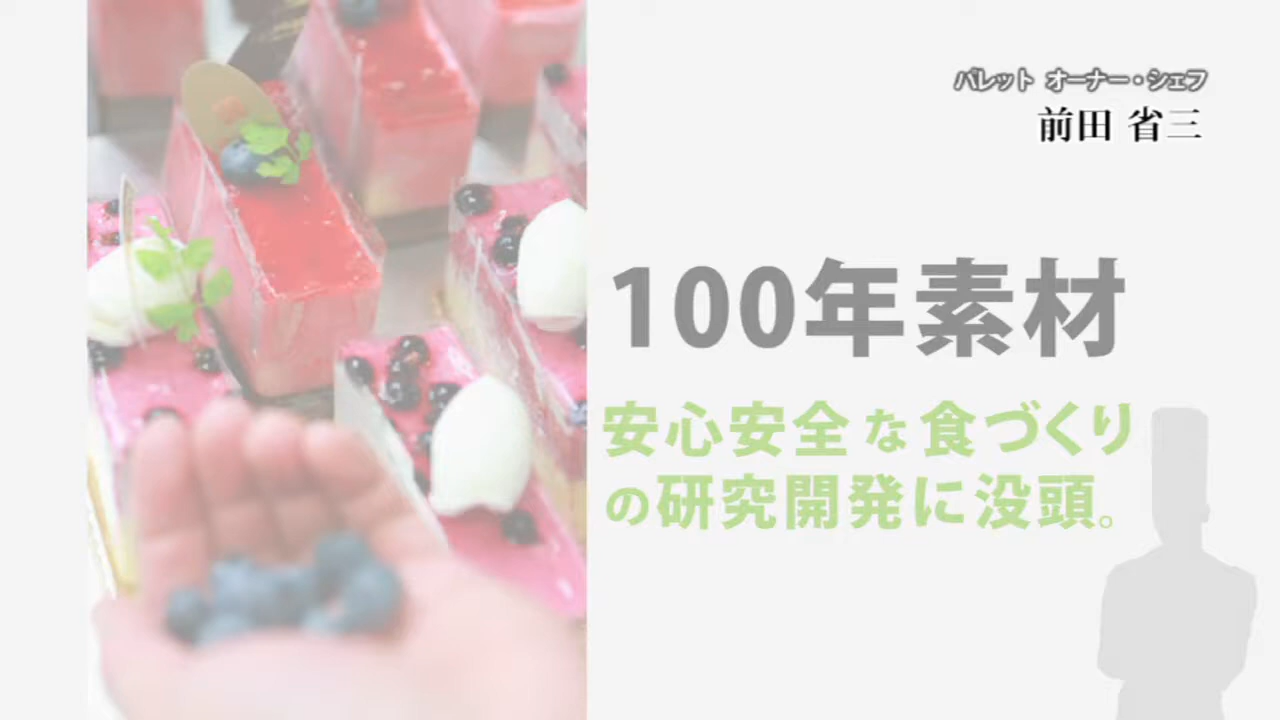 パレット オーナー・シェフ
前田 省三
100年素材
安心安全な食づくり
の研究開発に没頭。